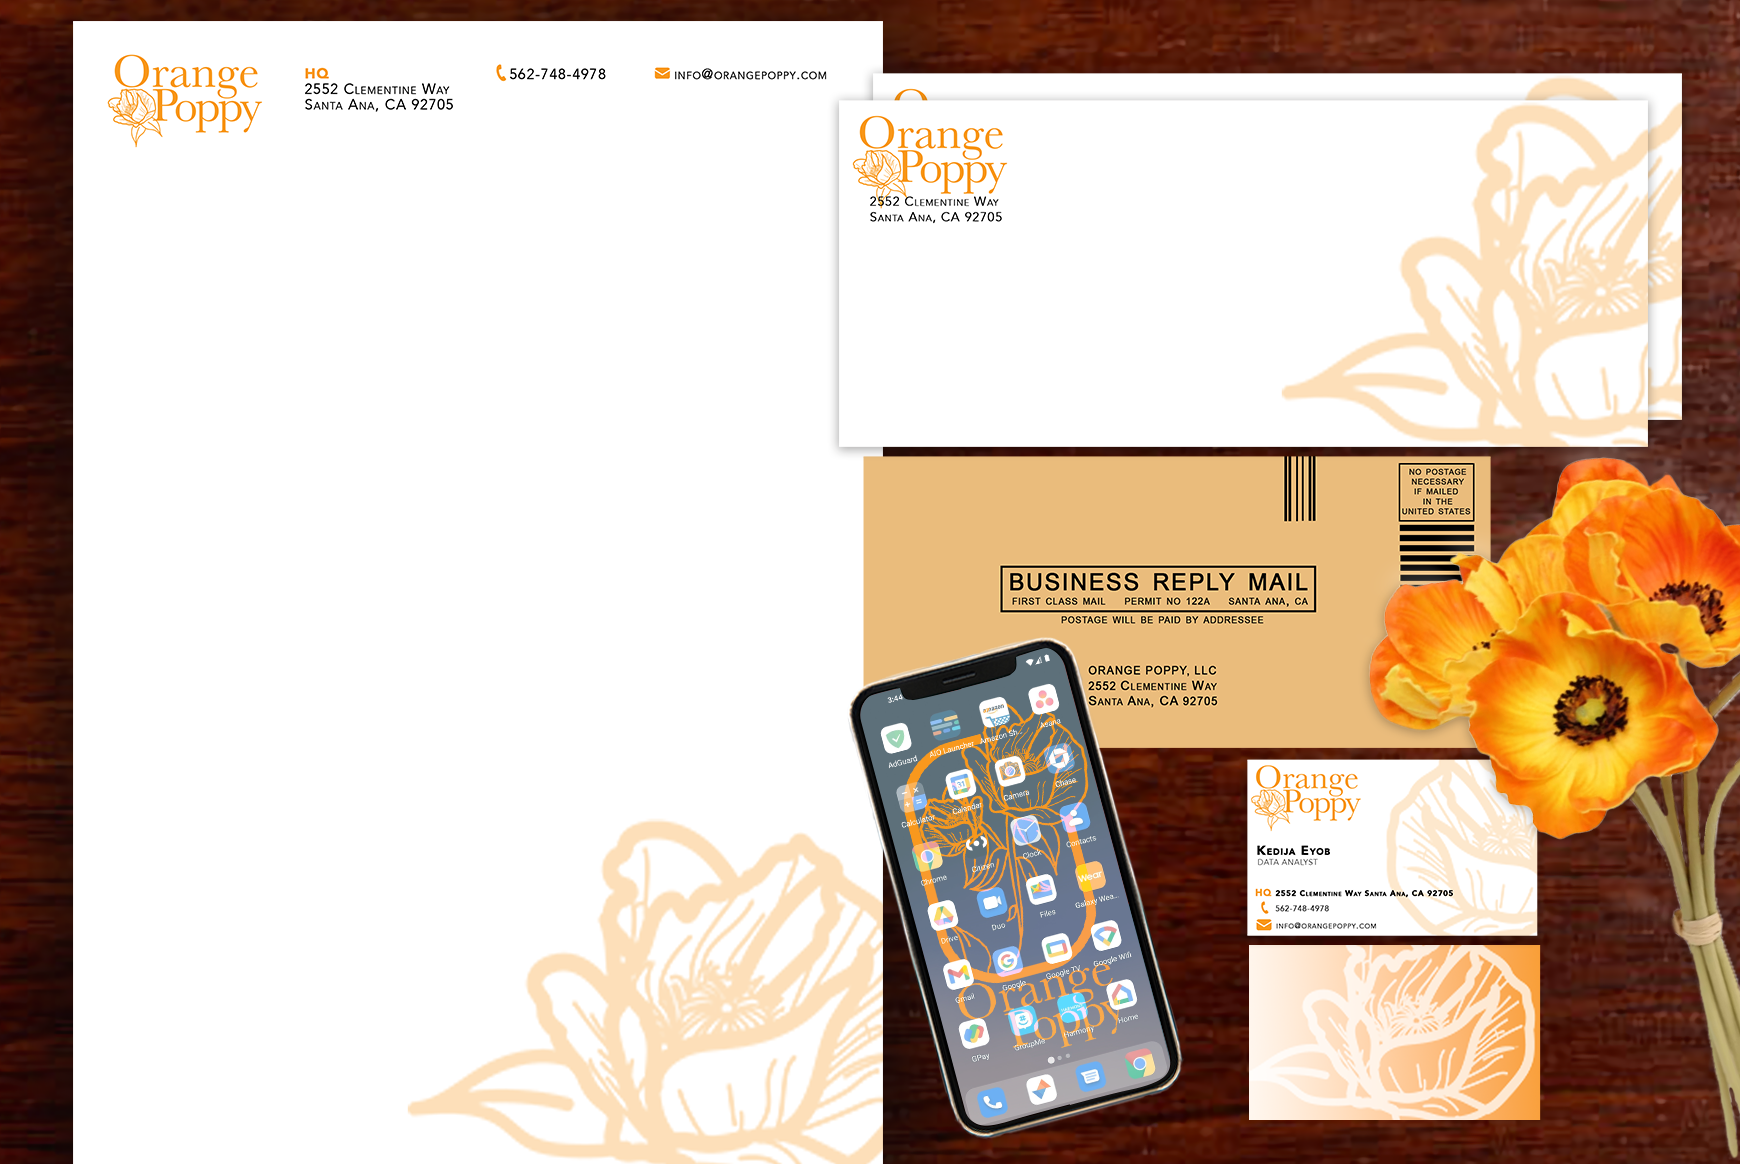 Orange
Poppy
HQ
2552 Clementine Way
Santa Ana, CA 92705
562-748-4978
info@orangepoppy.com
Orange
Poppy
2552 Clementine Way
Santa Ana, CA 92705
NO POSTAGE
NECESSARY
IF MAILED
IN THE
UNITED STATES
BUSINESS REPLY MAIL
FIRST CLASS MAIL PERMIT NO 122A SANTA ANA, CA
POSTAGE WILL BE PAID BY ADDRESSEE
ORANGE POPPY, LLC
2552 Clementine Way
Santa Ana, CA 92705
3:44
AdGuard
AIO Launcher
amazon
Amazon Sh...
Asana
Calculator
31
Calendar
Camera
Chase
Chrome
Citizen
Clock
Contacts
Drive
Duo
Files
Wear
Galaxy Wea...
Gmail
Google
Google TV
Google Wifi
GPay
GroupMe
Harmony
Home
Orange
Poppy
Orange
Poppy
Kedija Eyob
DATA ANALYST
HQ 2552 Clementine Way Santa Ana, CA 92705
562-748-4978
info@orangepoppy.com